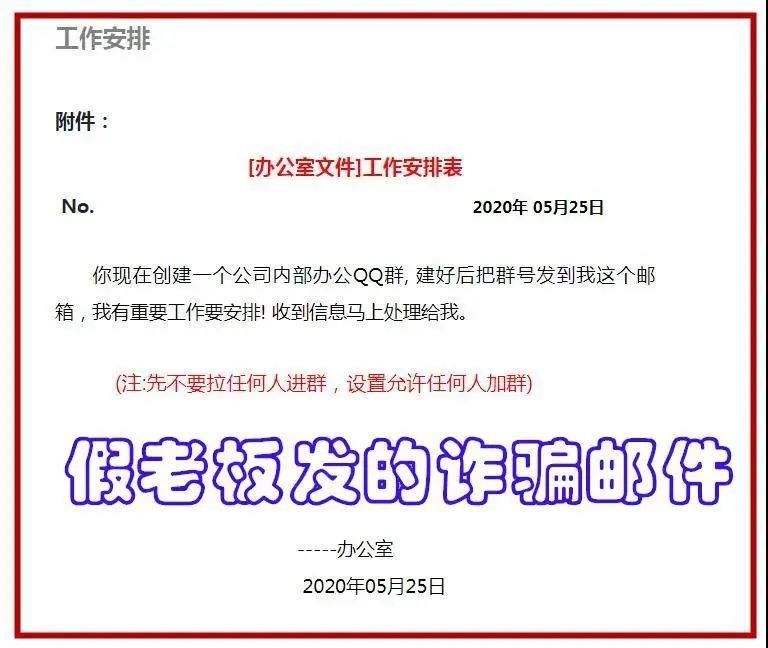 工作安排
附件：
[办公室文件]工作安排表
No. 2020年 05月25日
你现在创建一个公司内部办公QQ群, 建好后把群号发到我这个邮
箱，我有重要工作要安排! 收到信息马上处理给我。
(注:先不要拉任何人进群，设置允许任何人加群)
假老板发的诈骗邮件
-----办公室
2020年05月25日